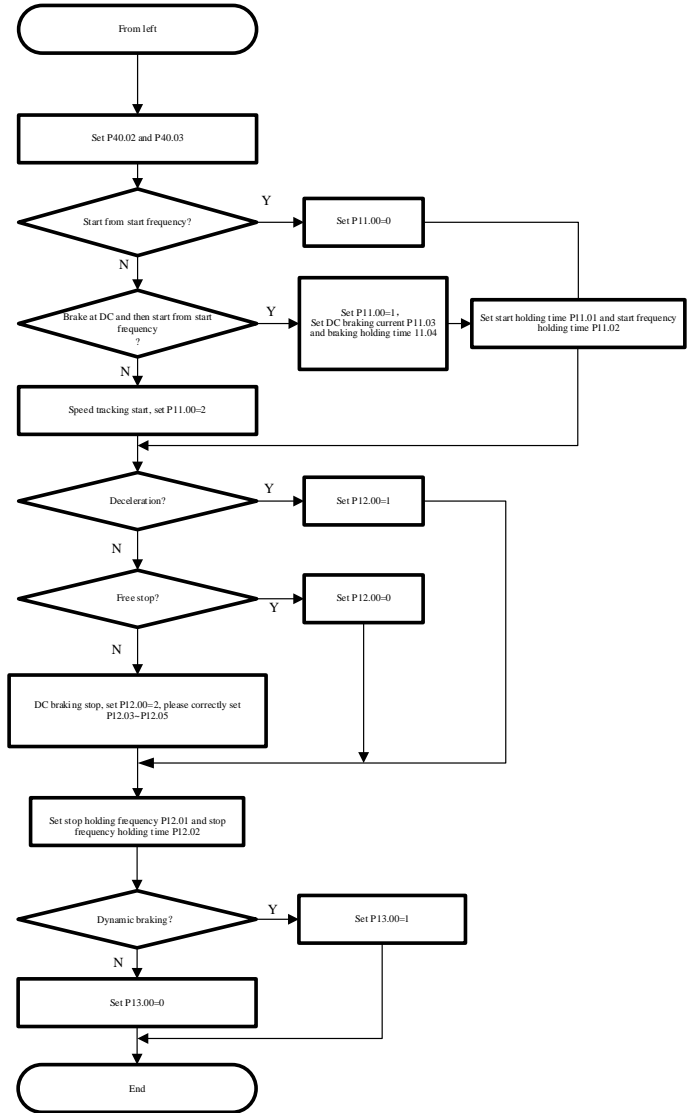 From left
Set P40.02 and P40.03
Start from start frequency?
Y
Set P11.00=0
N
Brake at DC and then start from start
frequency
?
Y
Set P11.00=1,
Set DC braking current P11.03
and braking holding time 11.04
Set start holding time P11.01 and start frequency
holding time P11.02
N
Speed tracking start, set P11.00=2
Deceleration?
Y
Set P12.00=1
N
Free stop?
Y
Set P12.00=0
N
DC braking stop, set P12.00=2, please correctly set
P12.03~P12.05
Set stop holding frequency P12.01 and stop
frequency holding time P12.02
Dynamic braking?
Y
Set P13.00=1
N
Set P13.00=0
End